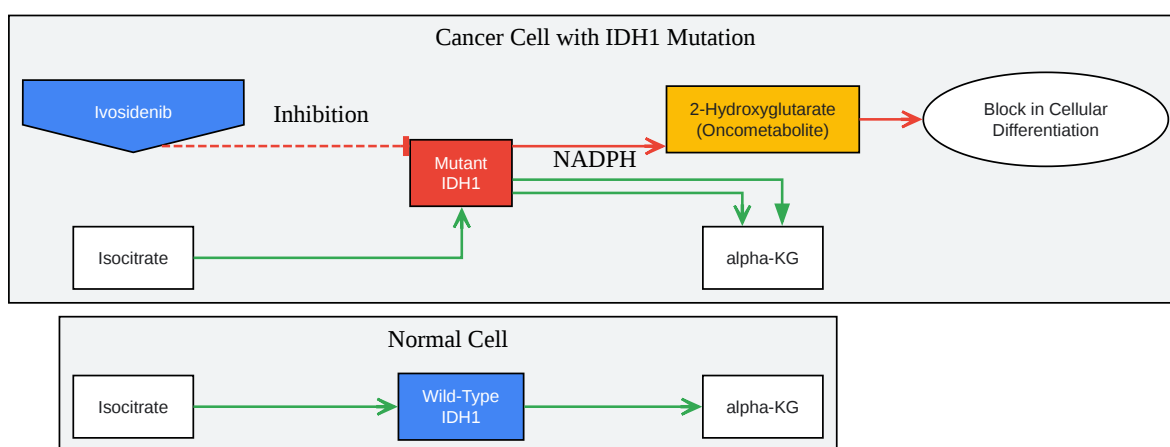 Cancer Cell with IDH1 Mutation
Ivosidenib
Inhibition
2-Hydroxyglutarate
(Oncometabolite)
Block in Cellular
Differentiation
Mutant
IDH1
NADPH
Isocitrate
alpha-KG
Normal Cell
Isocitrate
Wild-Type
IDH1
alpha-KG